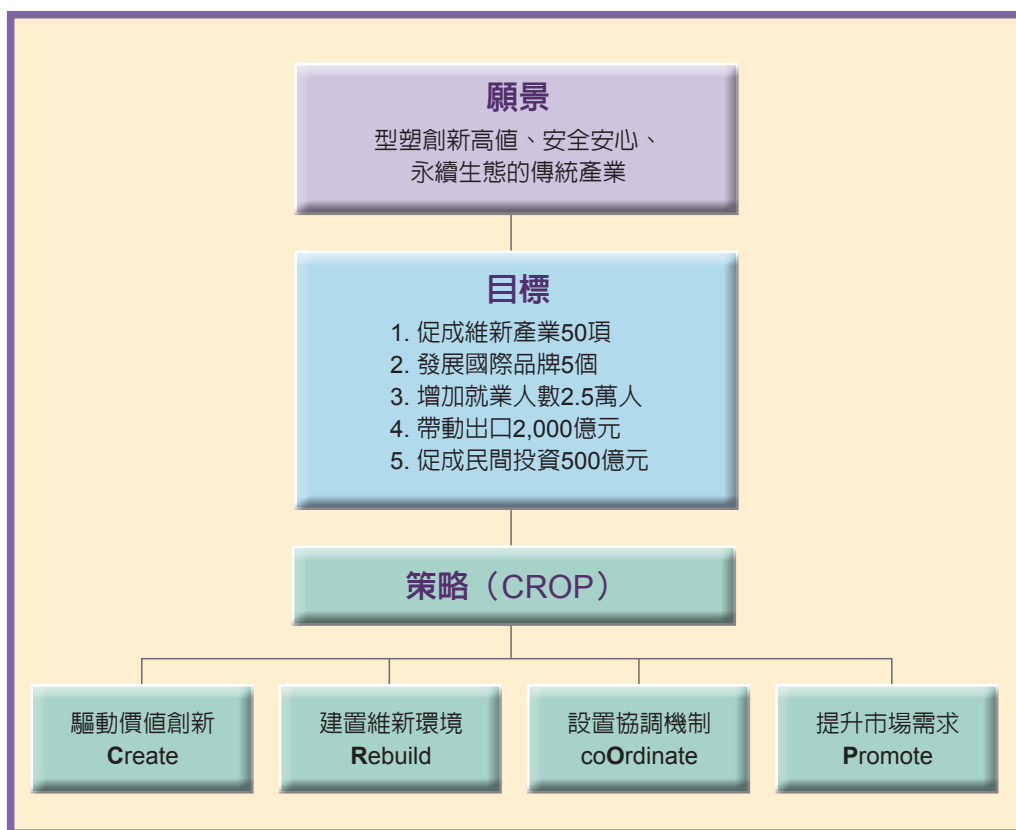 願景
型塑創新高值、安全安心、
永續生態的傳統產業
目標
1. 促成維新產業50項
2. 發展國際品牌5個
3. 增加就業人數2.5萬人
4. 帶動出口2,000億元
5. 促成民間投資500億元
策略（CROP）
驅動價值創新
Create
建置維新環境
Rebuild
設置協調機制
coOrdinate
提升市場需求
Promote